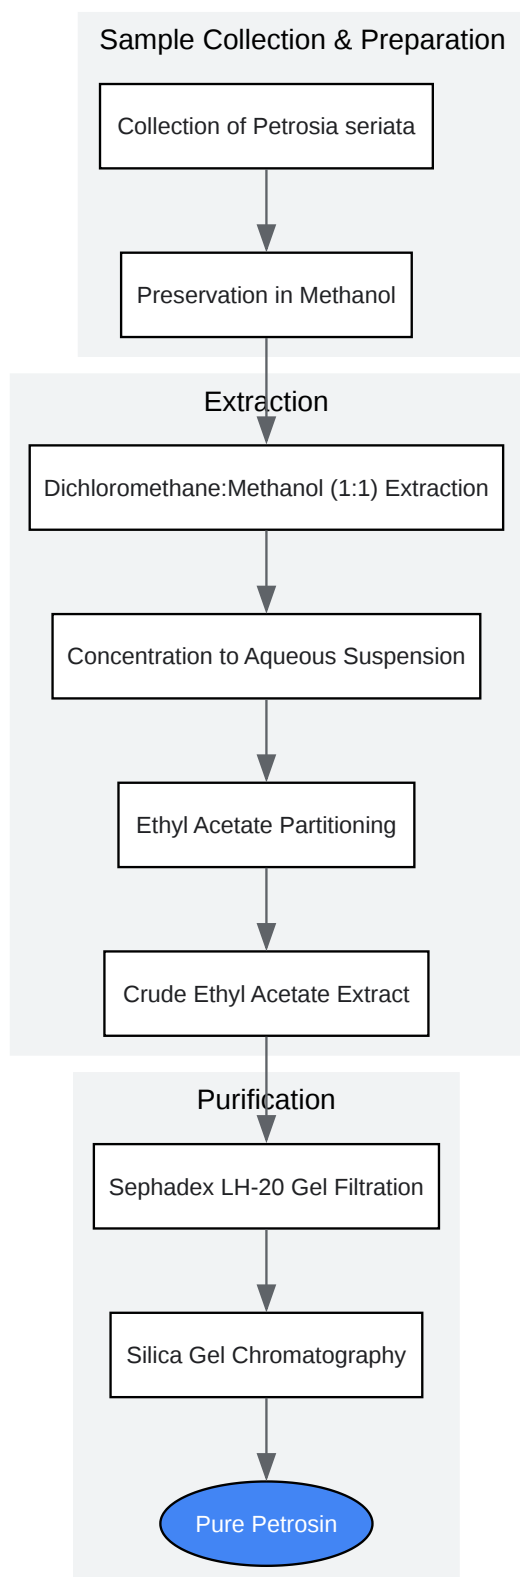 Sample Collection & Preparation
Collection of Petrosia seriata
Preservation in Methanol
Extraction
Dichloromethane:Methanol (1:1) Extraction
Concentration to Aqueous Suspension
Ethyl Acetate Partitioning
Crude Ethyl Acetate Extract
Purification
Sephadex LH-20 Gel Filtration
Silica Gel Chromatography
Pure Petrosin